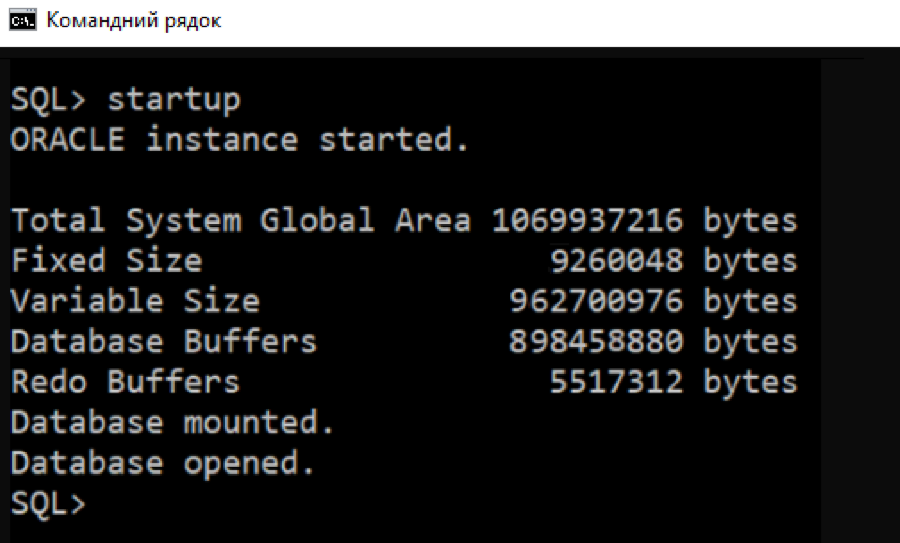 Командний рядок
SQL> startup
ORACLE instance started.
Total System Global Area 1069937216 bytes
Fixed Size 9260048 bytes
Variable Size 962700976 bytes
Database Buffers 898458880 bytes
Redo Buffers 5517312 bytes
Database mounted.
Database opened.
SQL>